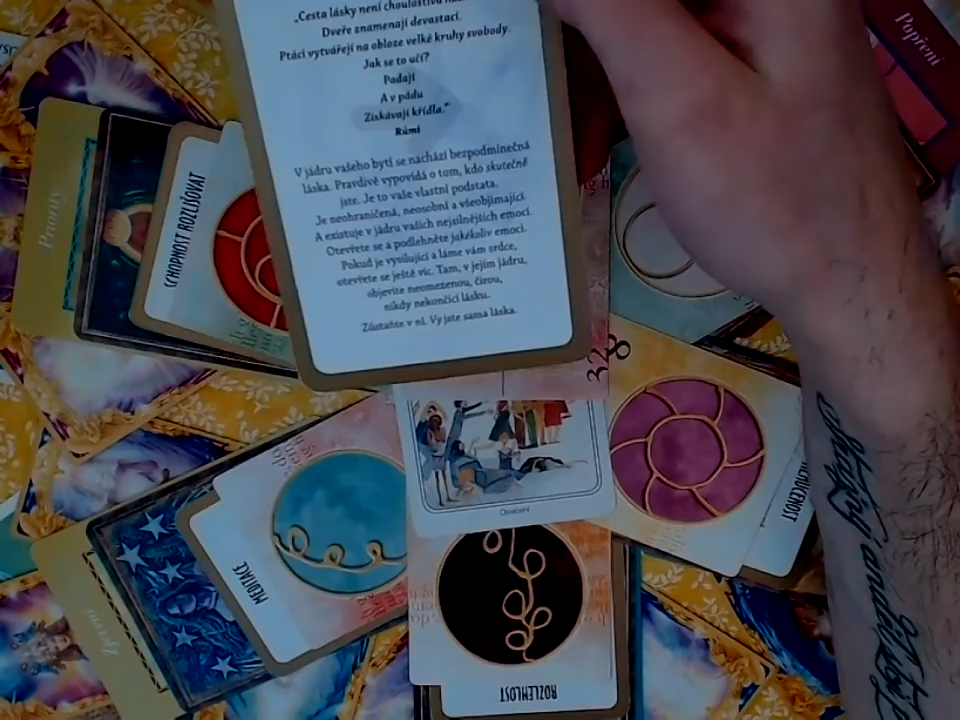 „Cesta lásky není choulostivá
Dveře znamenají devastaci.
Ptáci vytvářejí na obloze velké kruhy svobody.
Jak se to učí?
Padají
A v pádu
Získávají křídla."
Rúmí
V jádru vašeho bytí se nachází bezpodmínečná
láska. Pravdivě vypovídá o tom, kdo skutečně
jste. Je to vaše vlastní podstata.
Je neohraničená, neosobní a všeobjímající.
A existuje v jádru vašich nejsilnějších emocí.
Otevřete se a podlehněte jakékoliv emoci.
Pokud je vysilující a láme vám srdce,
otevřete se ještě víc. Tam, v jejím jádru,
objevíte neomezenou, čirou,
nikdy nekončící lásku.
Zůstaňte v ní. Vy jste sama láska.
Popření
Priority
SCHOPNOST ROZLIŠOVAT
328
Osvícení
MEDITACE
ROZLEHLOST